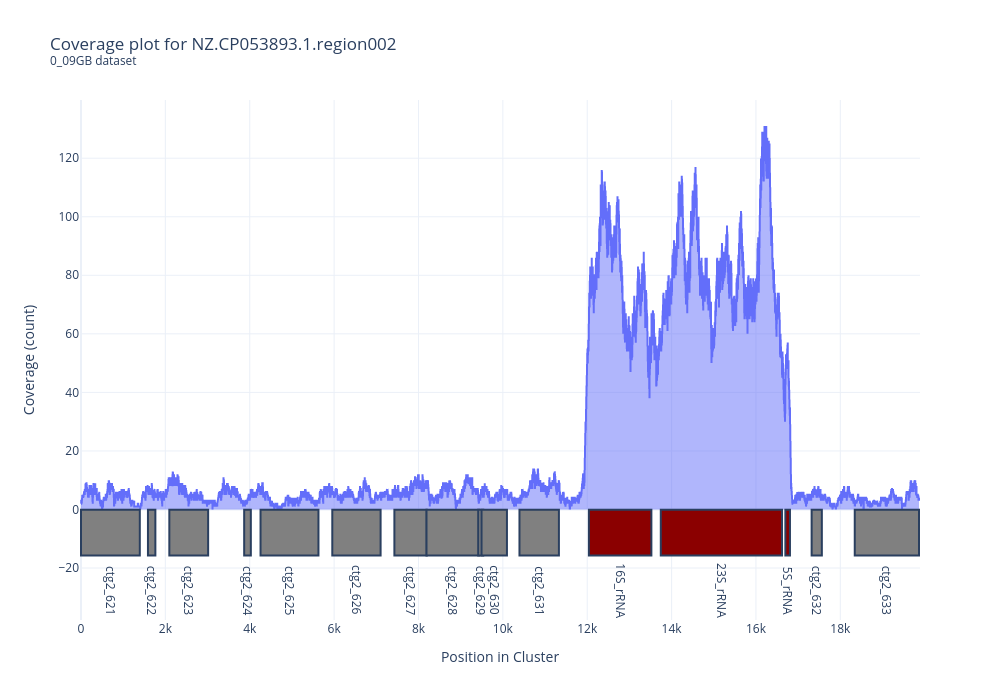 Coverage plot for NZ.CP053893.1.region002
0_09GB dataset
Coverage (count)
120
100
80
60
40
20
0
−20
ctg2_621
ctg2_622
ctg2_623
ctg2_624
ctg2_625
ctg2_626
ctg2_627
ctg2_628
ctg2_629
ctg2_630
ctg2_631
16S_rRNA
23S_rRNA
5S_rRNA
ctg2_632
ctg2_633
0 2k 4k 6k 8k 10k 12k 14k 16k 18k
Position in Cluster